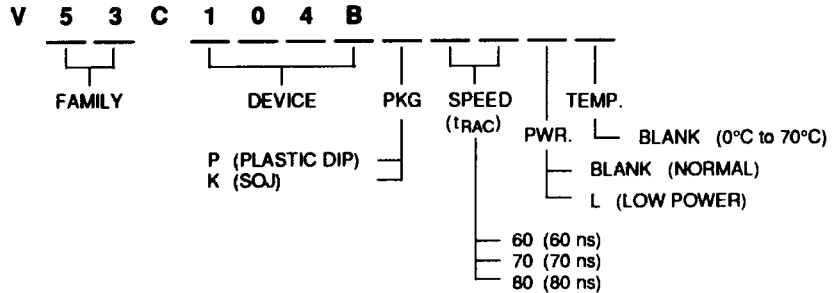 V 5 3 C 1 0 4 B
FAMILY DEVICE PKG SPEED TEMP.
(tRAC) PWR.
BLANK (0°C to 70°C)
P (PLASTIC DIP) BLANK (NORMAL)
K (SOJ)
L (LOW POWER)
60 (60 ns)
70 (70 ns)
80 (80 ns)